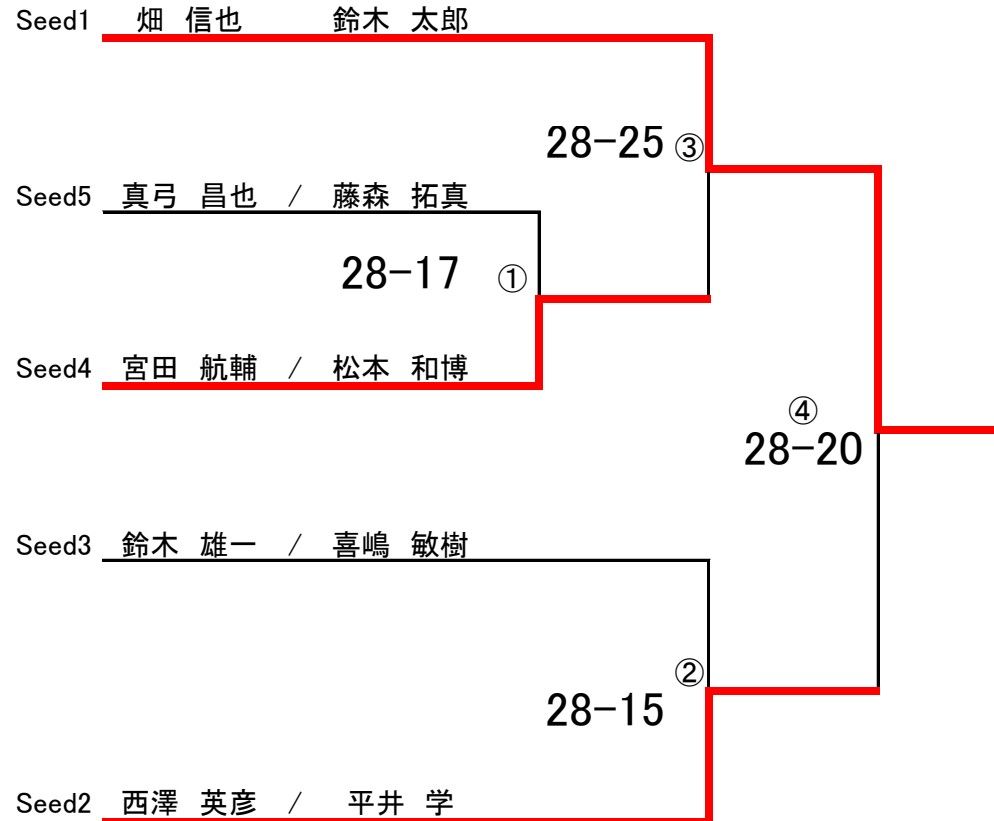 Seed1 畑 信也 鈴木 太郎
28-25 ③
Seed5 真弓 昌也 / 藤森 拓真
28-17 ①
Seed4 宮田 航輔 / 松本 和博
④
28-20
Seed3 鈴木 雄一 / 喜嶋 敏樹
②
28-15
Seed2 西澤 英彦 / 平井 学